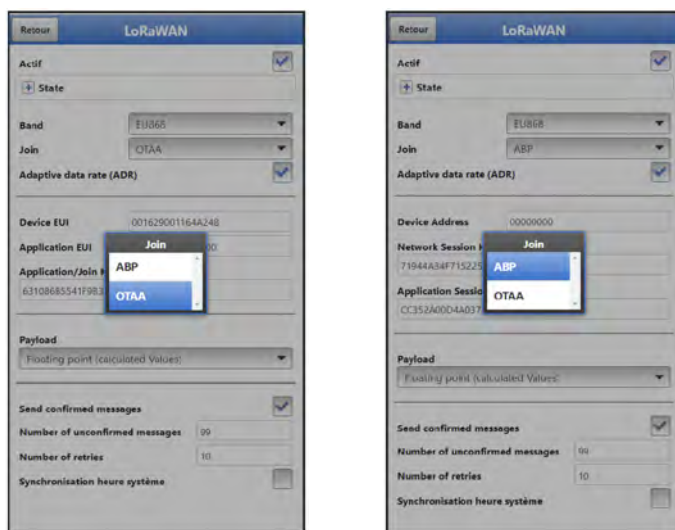 Retour LoRaWAN
Actif
State
Band EU868
Join OTAA
Adaptive data rate (ADR)
Device EUI 001629001164A248
Application EUI 00
Application/Join
63108685541F9B3
Join
ABP
OTAA
Payload
Floating point (calculated Values)
Send confirmed messages
Number of unconfirmed messages 99
Number of retries 10
Synchronisation heure système
Retour LoRaWAN
Actif
State
Band EU868
Join ABP
Adaptive data rate (ADR)
Device Address 00000000
Network Session
71944A34F715225
Application Sessio
CC352A00D4A037
Join
ABP
OTAA
Payload
Floating point (calculated Values)
Send confirmed messages
Number of unconfirmed messages 99
Number of retries 10
Synchronisation heure système